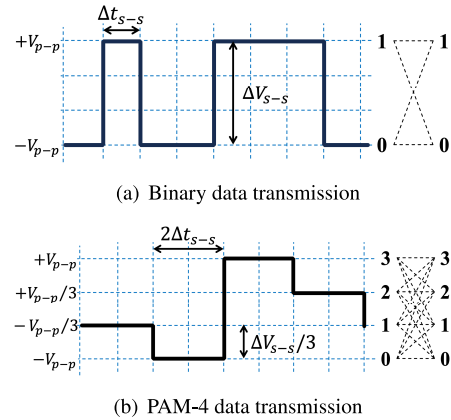 Δt_{s−s}
+V_{p−p} 1 1
ΔV_{s−s}
−V_{p−p} 0 0
(a) Binary data transmission
2Δt_{s−s}
+V_{p−p} 3 3
+V_{p−p}/3 2 2
−V_{p−p}/3 1 1
ΔV_{s−s}/3
−V_{p−p} 0 0
(b) PAM-4 data transmission